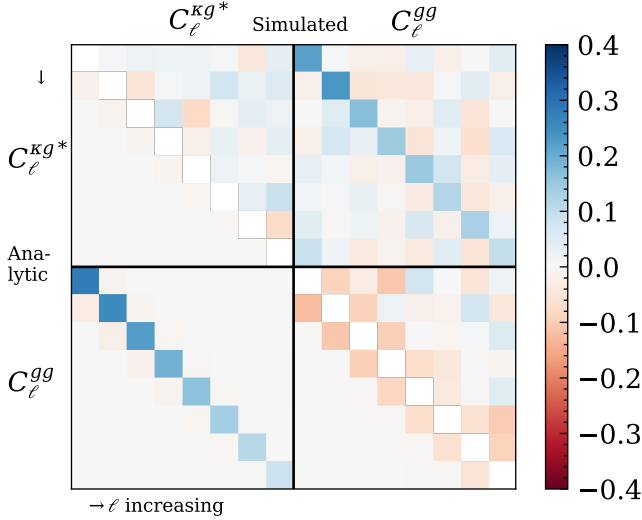 C_ℓ^{κg*} Simulated C_ℓ^{gg}
↓
C_ℓ^{κg*}
Ana-
lytic
C_ℓ^{gg}
→ ℓ increasing
0.4
0.3
0.2
0.1
0.0
−0.1
−0.2
−0.3
−0.4